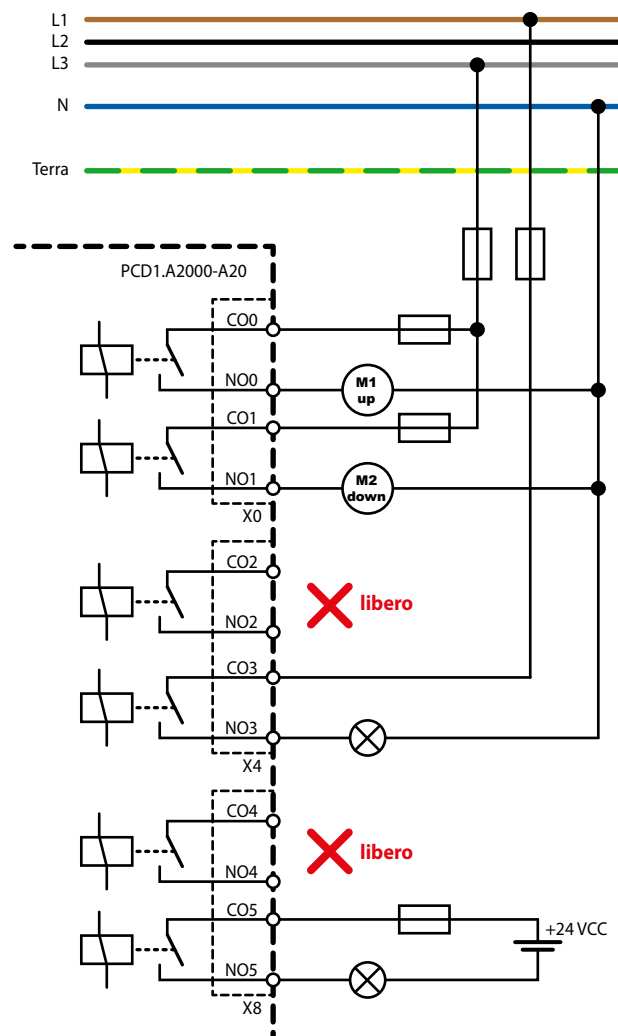 L1
L2
L3
N
Terra
PCD1.A2000-A20
CO0
NO0
M1
up
CO1
NO1
M2
down
X0
CO2
NO2
libero
CO3
NO3
X4
CO4
NO4
libero
CO5
+24 VCC
NO5
X8